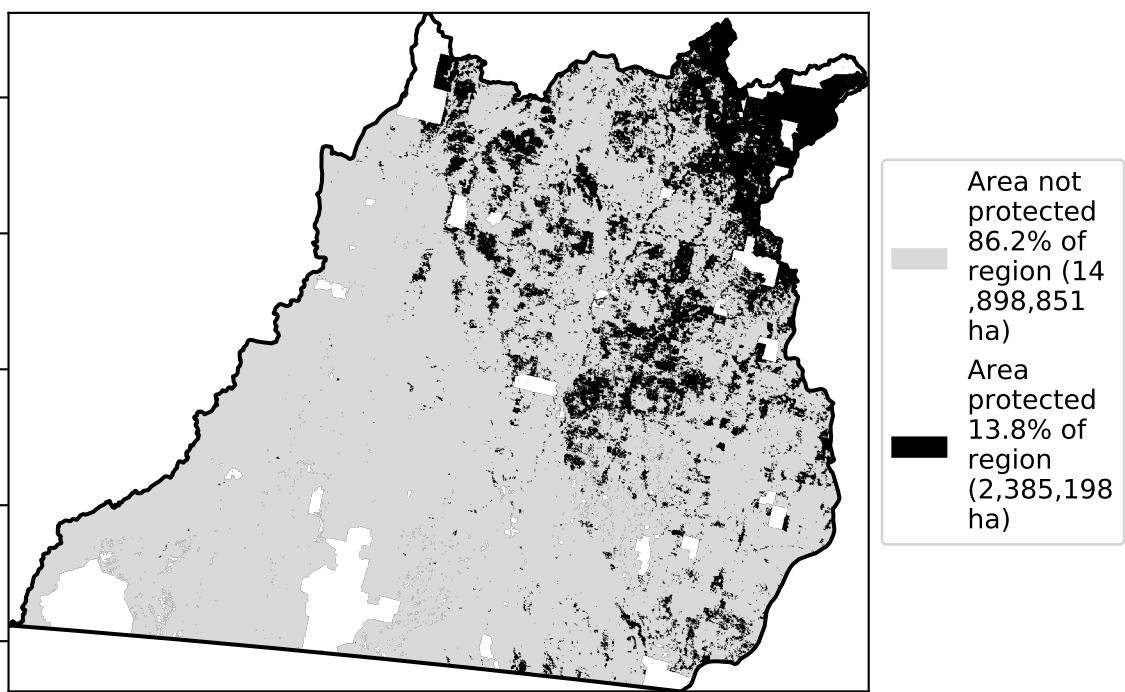 Area not
protected
86.2% of
region (14
,898,851
ha)
Area
protected
13.8% of
region
(2,385,198
ha)